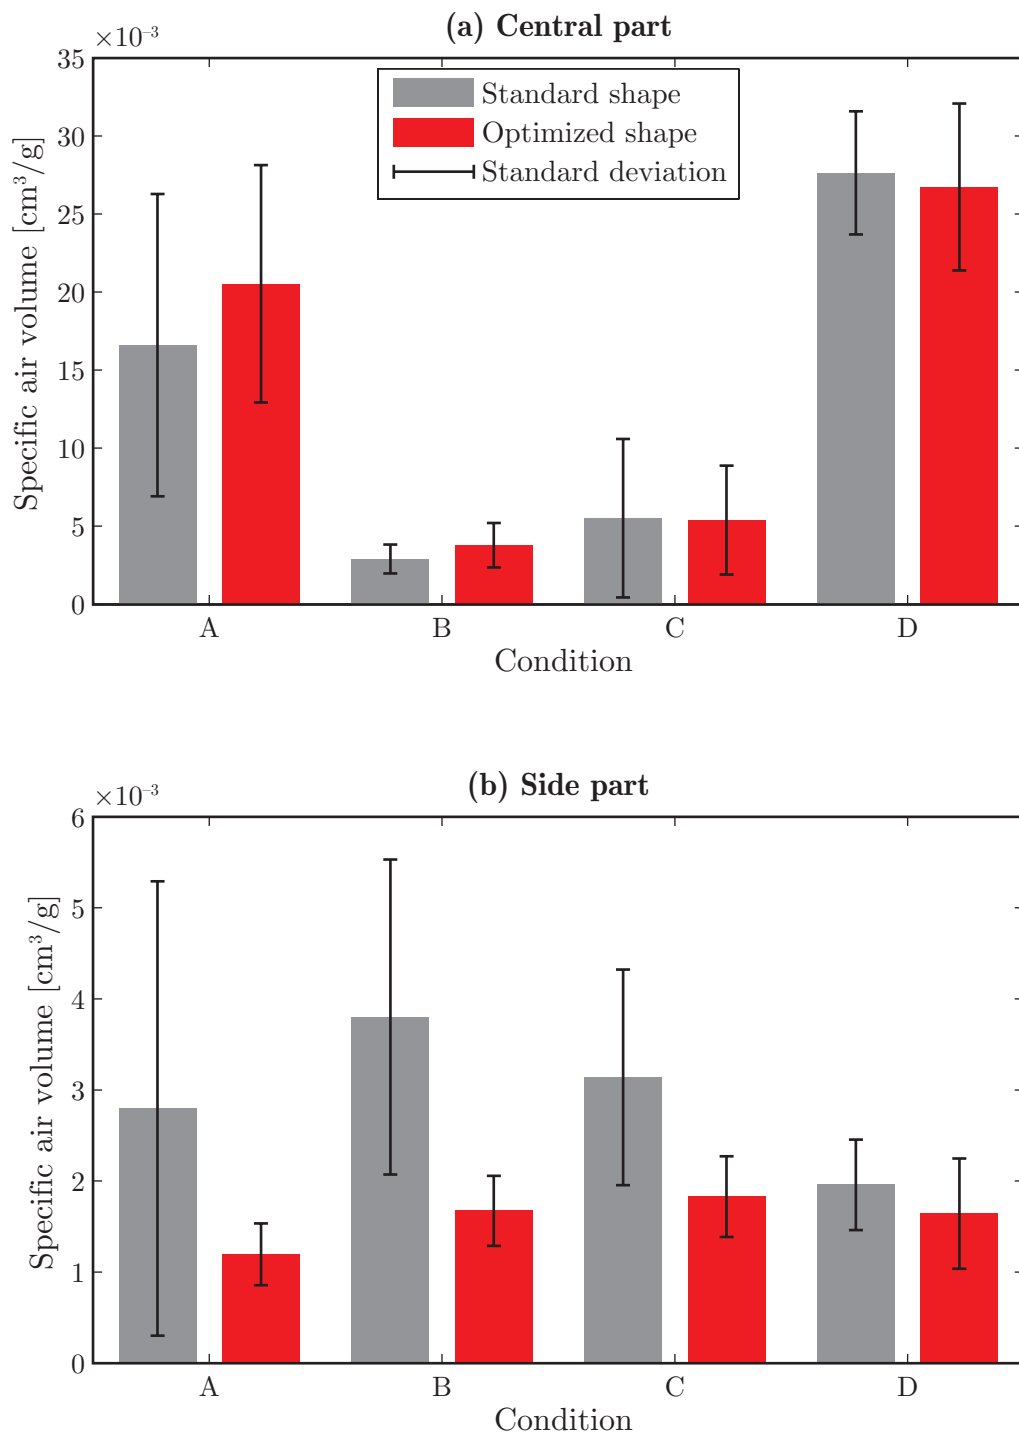 (a) Central part
×10⁻³
35
30
25
20
15
10
5
0
Specific air volume [cm³/g]
Standard shape
Optimized shape
Standard deviation
A B C D
Condition
(b) Side part
×10⁻³
6
5
4
3
2
1
0
Specific air volume [cm³/g]
A B C D
Condition